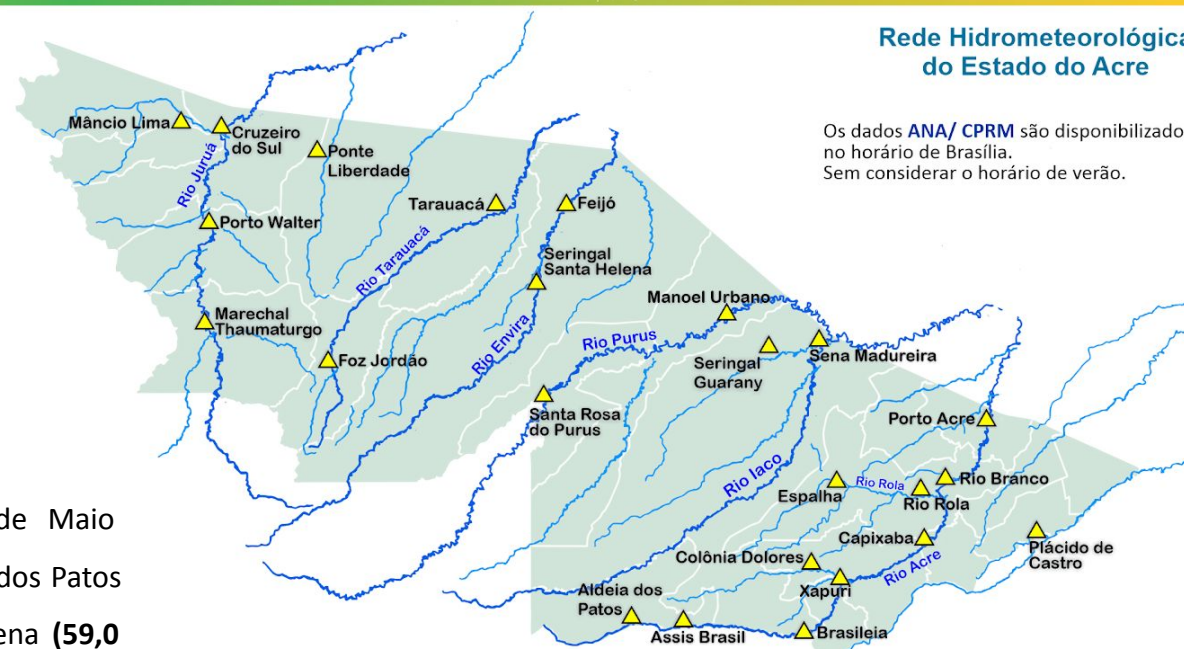 Rede Hidrometeorológica
do Estado do Acre
Os dados ANA/ CPRM são disponibilizado
no horário de Brasília.
Sem considerar o horário de verão.
Mâncio Lima
Cruzeiro
do Sul
Ponte
Liberdade
Rio Juruá
Porto Walter
Tarauacá
Feijó
Rio Tarauacá
Seringal
Santa Helena
Marechal
Thaumaturgo
Foz Jordão
Rio Envira
Manoel Urbano
Rio Purus
Seringal
Guarany
Sena Madureira
Santa Rosa
do Purus
Porto Acre
Rio Iaco
Espalha
Rio Rola
Rio Rola
Rio Branco
Capixaba
Plácido de
Castro
Colônia Dolores
Rio Acre
Xapuri
Aldeia dos
Patos
Assis Brasil
Brasileia
de Maio
dos Patos
ena (59,0